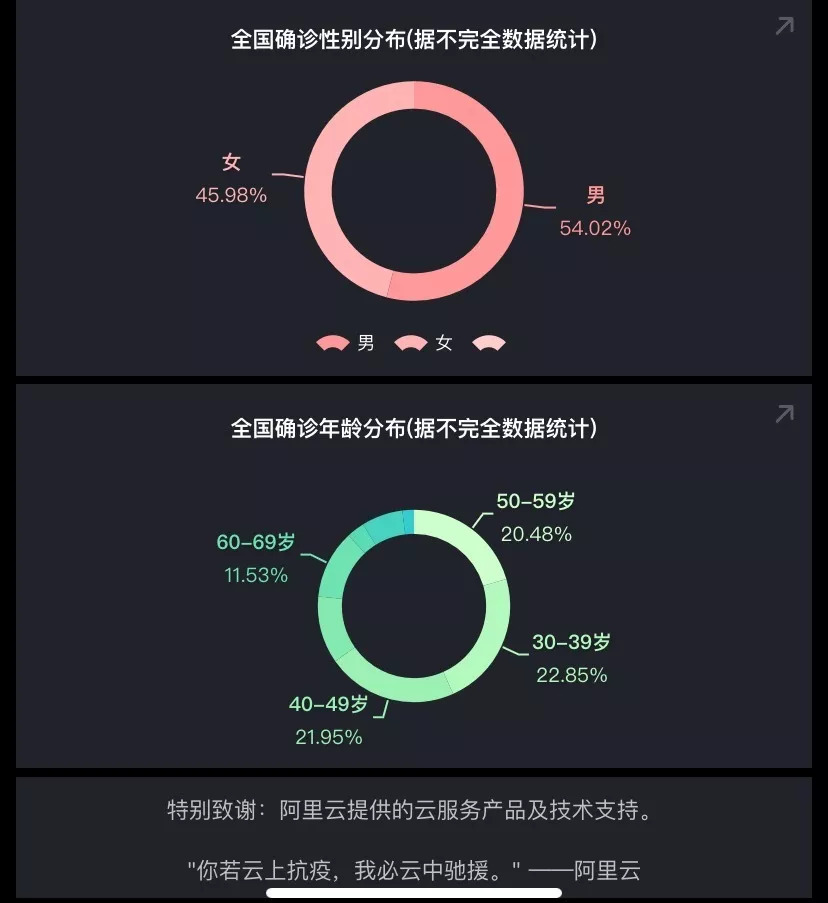 全国确诊性别分布(据不完全数据统计)
女
45.98%
男
54.02%
男 女
全国确诊年龄分布(据不完全数据统计)
50-59岁
20.48%
60-69岁
11.53%
30-39岁
22.85%
40-49岁
21.95%
特别致谢：阿里云提供的云服务产品及技术支持。
"你若云上抗疫，我必云中驰援。" ——阿里云